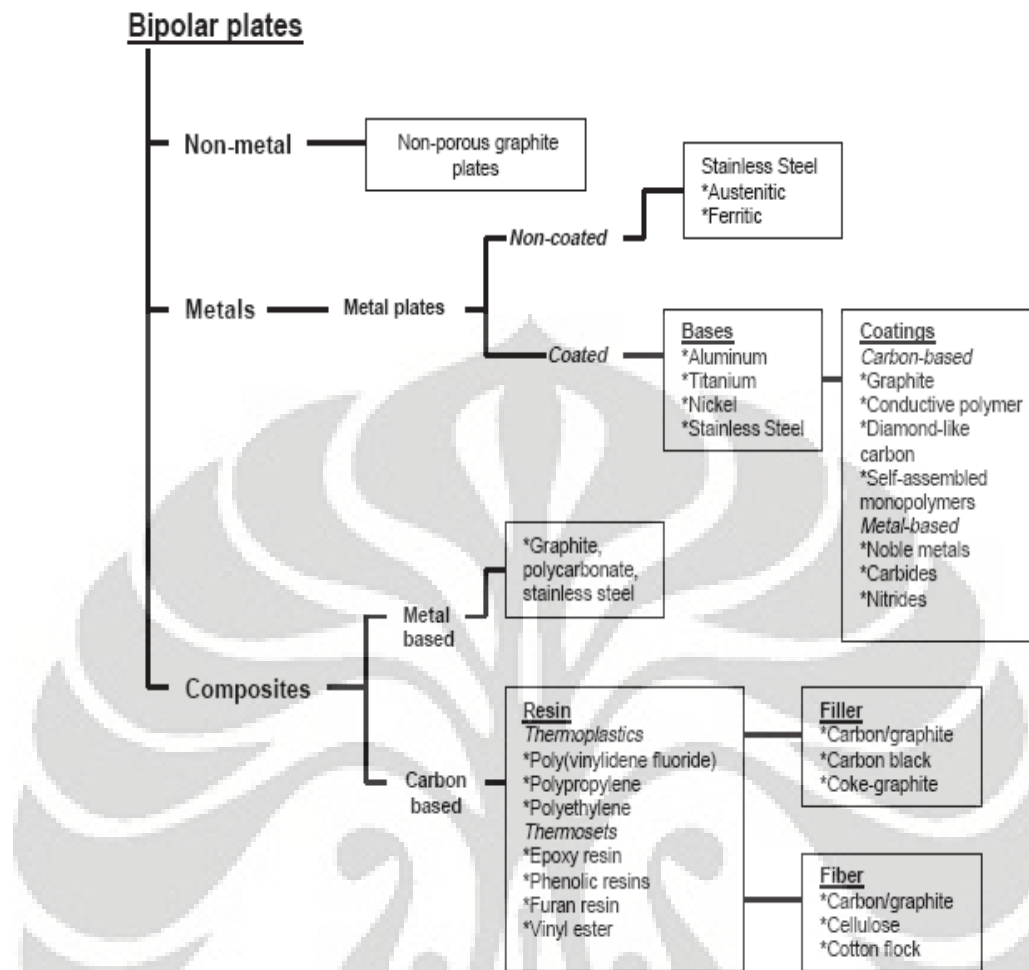 Bipolar plates
Non-metal
Non-porous graphite
plates
Stainless Steel
*Austenitic
*Ferritic
Non-coated
Metals
Metal plates
Coated
Bases
*Aluminum
*Titanium
*Nickel
*Stainless Steel
Coatings
Carbon-based
*Graphite
*Conductive polymer
*Diamond-like
carbon
*Self-assembled
monopolymers
Metal-based
*Noble metals
*Carbides
*Nitrides
*Graphite,
polycarbonate,
stainless steel
Metal
based
Composites
Carbon
based
Resin
Thermoplastics
*Poly(vinylidene fluoride)
*Polypropylene
*Polyethylene
Thermosets
*Epoxy resin
*Phenolic resins
*Furan resin
*Vinyl ester
Filler
*Carbon/graphite
*Carbon black
*Coke-graphite
Fiber
*Carbon/graphite
*Cellulose
*Cotton flock